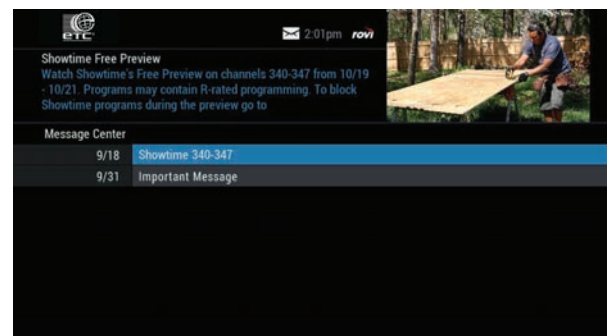 etc
2:01pm rovi
Showtime Free Preview
Watch Showtime's Free Preview on channels 340-347 from 10/19
- 10/21. Programs may contain R-rated programming. To block
Showtime programs during the preview go to
Message Center
9/18 Showtime 340-347
9/31 Important Message